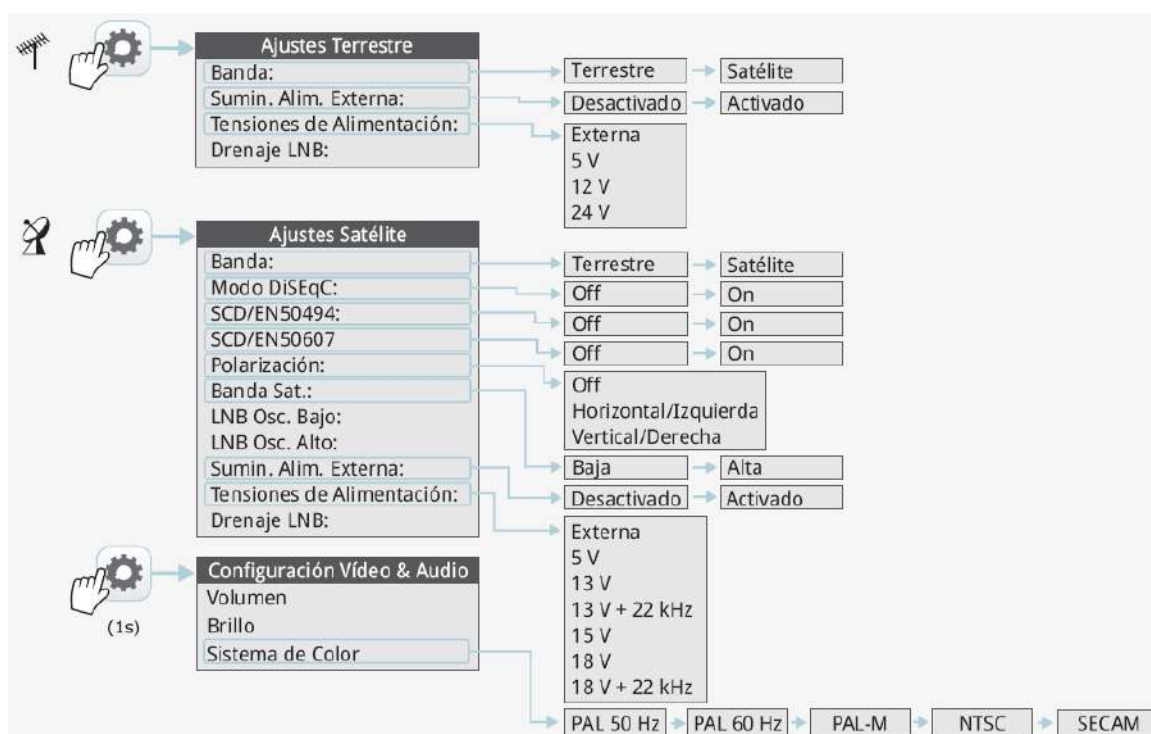 Ajustes Terrestre
Banda:
Terrestre
Satélite
Sumin. Alim. Externa:
Desactivado
Activado
Tensiones de Alimentación:
Externa
5 V
12 V
24 V
Drenaje LNB:
Ajustes Satélite
Banda:
Terrestre
Satélite
Modo DiSEqC:
Off
On
SCD/EN50494:
Off
On
SCD/EN50607
Off
On
Polarización:
Off
Horizontal/Izquierda
Vertical/Derecha
Banda Sat.:
Baja
Alta
LNB Osc. Bajo:
LNB Osc. Alto:
Sumin. Alim. Externa:
Desactivado
Activado
Tensiones de Alimentación:
Externa
5 V
13 V
13 V + 22 kHz
15 V
18 V
18 V + 22 kHz
Drenaje LNB:
(1s)
Configuración Vídeo & Audio
Volumen
Brillo
Sistema de Color
PAL 50 Hz
PAL 60 Hz
PAL-M
NTSC
SECAM